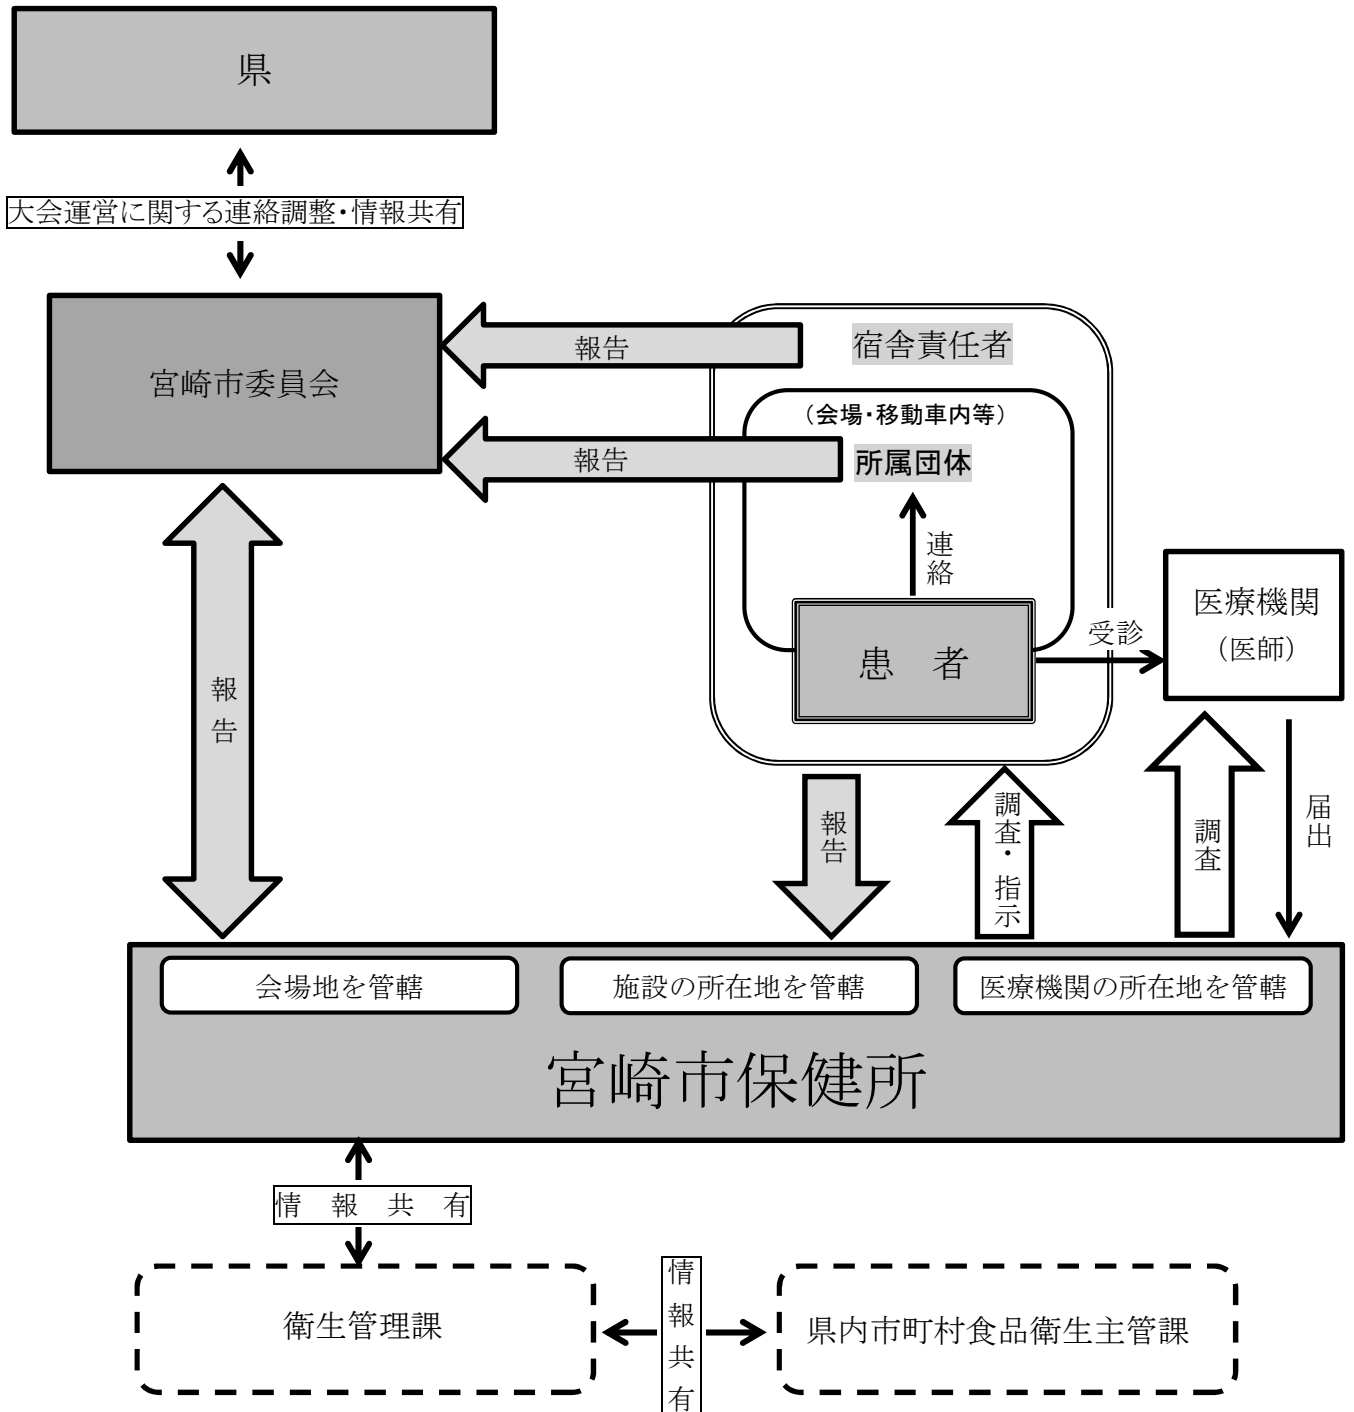 県
大会運営に関する連絡調整・情報共有
宮崎市委員会
報告
宿舎責任者
（会場・移動車内等）
報告
所属団体
連絡
患　者
受診
医療機関
（医師）
報告
報告
調査・指示
調査
届出
会場地を管轄
施設の所在地を管轄
医療機関の所在地を管轄
宮崎市保健所
情　報　共　有
衛生管理課
情報共有
県内市町村食品衛生主管課